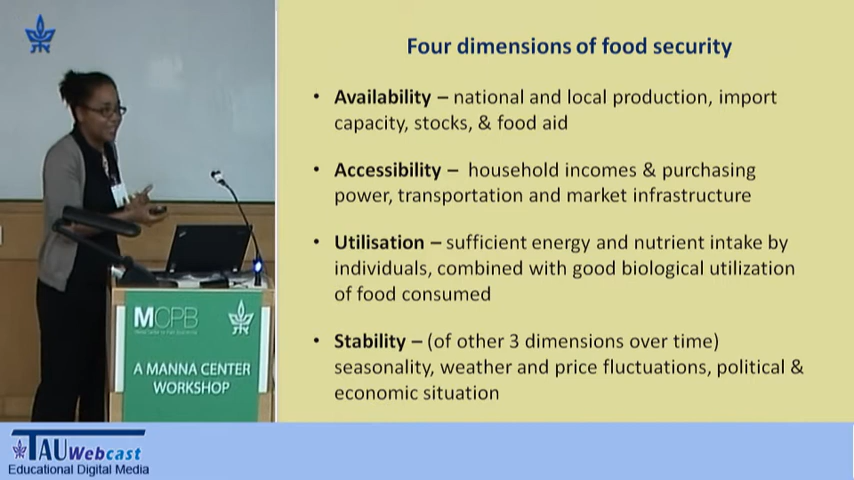 Four dimensions of food security
• Availability – national and local production, import
capacity, stocks, & food aid
• Accessibility – household incomes & purchasing
power, transportation and market infrastructure
• Utilisation – sufficient energy and nutrient intake by
individuals, combined with good biological utilization
of food consumed
• Stability – (of other 3 dimensions over time)
seasonality, weather and price fluctuations, political &
economic situation
MCPB
A MANNA CENTER
WORKSHOP
TAU Webcast
Educational Digital Media